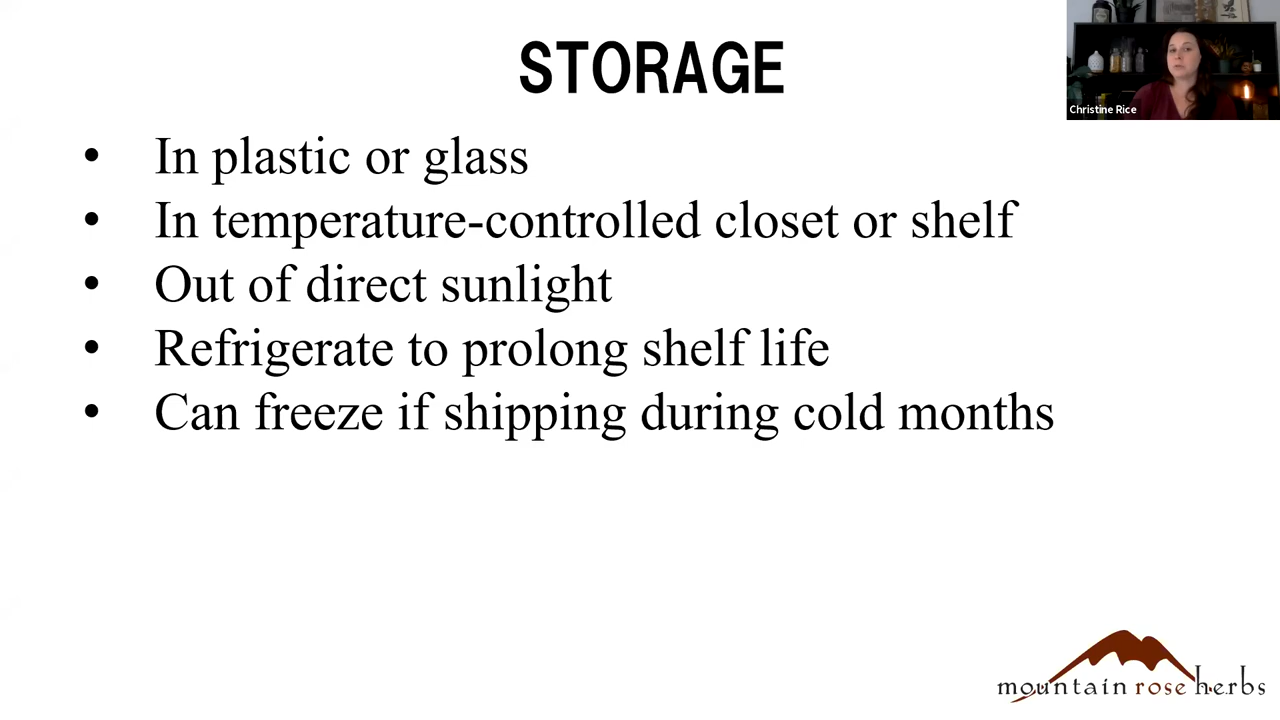 STORAGE
Christine Rice
• In plastic or glass
• In temperature-controlled closet or shelf
• Out of direct sunlight
• Refrigerate to prolong shelf life
• Can freeze if shipping during cold months
mountain rose herbs